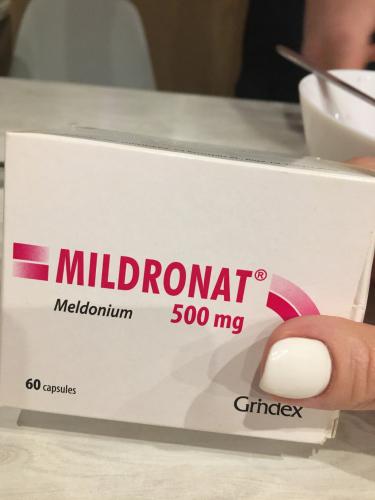 MILDRONAT®
Meldonium 500 mg
60 capsules
Grindex